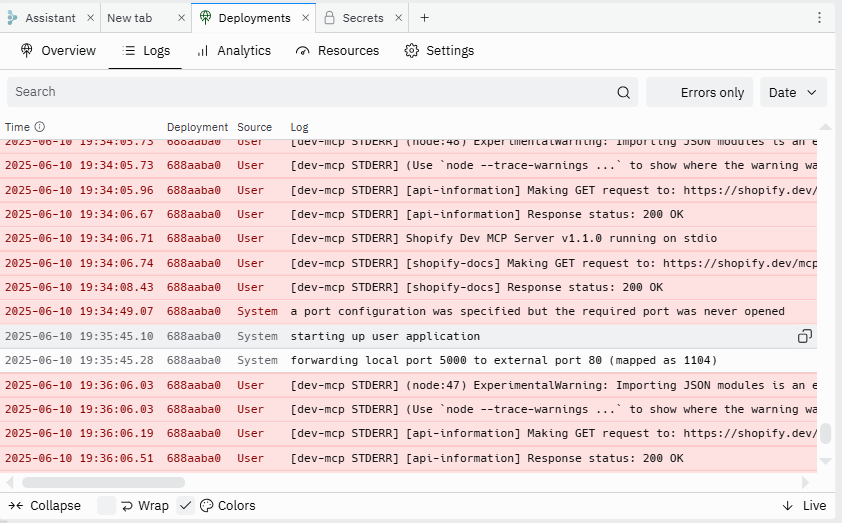 Assistant × New tab × Deployments × Secrets × +
Overview Logs Analytics Resources Settings
Search Errors only Date
Time Deployment Source Log
2025-06-10 19:34:05.73 688aaba0 User [dev-mcp STDERR] (node:48) ExperimentalWarning: Importing JSON modules is an e
2025-06-10 19:34:05.73 688aaba0 User [dev-mcp STDERR] (Use `node --trace-warnings ...` to show where the warning wa
2025-06-10 19:34:05.96 688aaba0 User [dev-mcp STDERR] [api-information] Making GET request to: https://shopify.dev/
2025-06-10 19:34:06.67 688aaba0 User [dev-mcp STDERR] [api-information] Response status: 200 OK
2025-06-10 19:34:06.71 688aaba0 User [dev-mcp STDERR] Shopify Dev MCP Server v1.1.0 running on stdio
2025-06-10 19:34:06.74 688aaba0 User [dev-mcp STDERR] [shopify-docs] Making GET request to: https://shopify.dev/mcp
2025-06-10 19:34:08.43 688aaba0 User [dev-mcp STDERR] [shopify-docs] Response status: 200 OK
2025-06-10 19:34:49.07 688aaba0 System a port configuration was specified but the required port was never opened
2025-06-10 19:35:45.10 688aaba0 System starting up user application
2025-06-10 19:35:45.28 688aaba0 System forwarding local port 5000 to external port 80 (mapped as 1104)
2025-06-10 19:36:06.03 688aaba0 User [dev-mcp STDERR] (node:47) ExperimentalWarning: Importing JSON modules is an e
2025-06-10 19:36:06.03 688aaba0 User [dev-mcp STDERR] (Use `node --trace-warnings ...` to show where the warning wa
2025-06-10 19:36:06.19 688aaba0 User [dev-mcp STDERR] [api-information] Making GET request to: https://shopify.dev/
2025-06-10 19:36:06.51 688aaba0 User [dev-mcp STDERR] [api-information] Response status: 200 OK
Collapse Wrap Colors Live